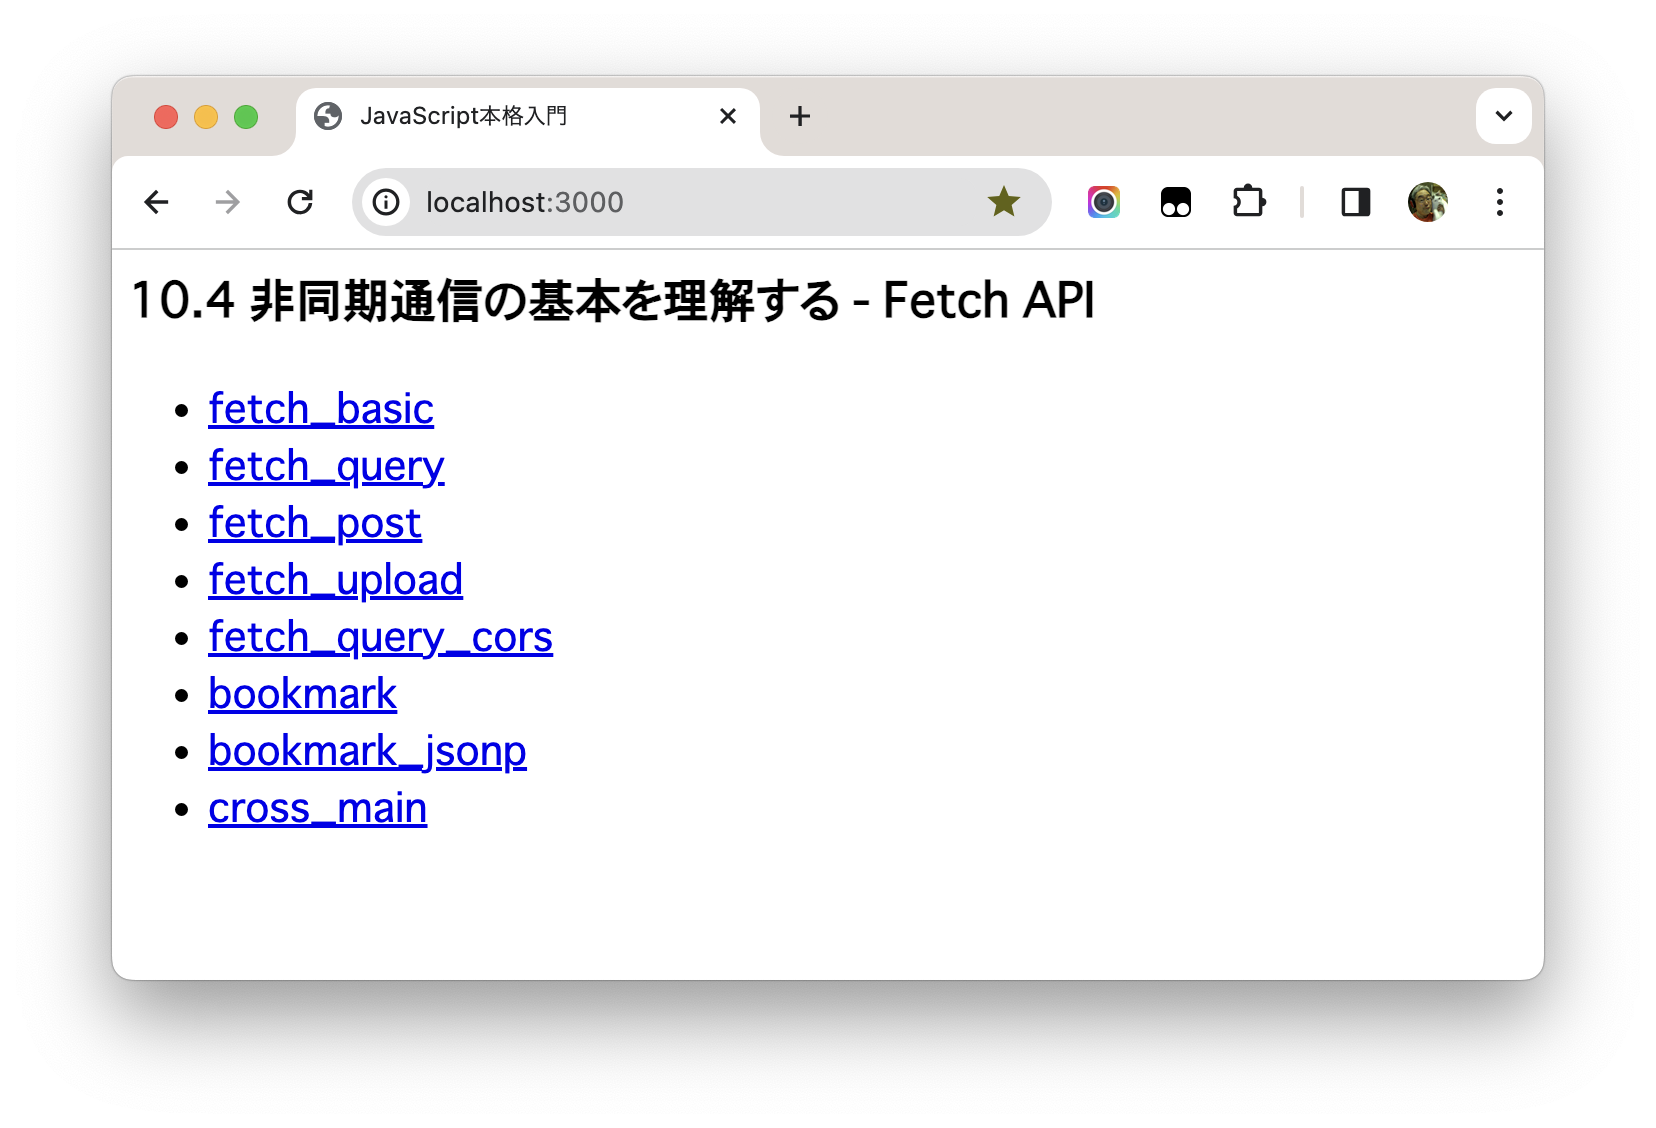 JavaScript本格入門
localhost:3000
10.4 非同期通信の基本を理解する - Fetch API
fetch_basic
fetch_query
fetch_post
fetch_upload
fetch_query_cors
bookmark
bookmark_jsonp
cross_main